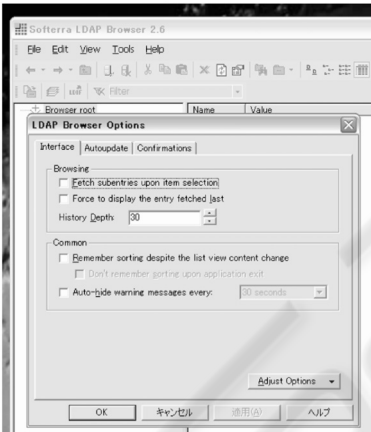 Softerra LDAP Browser 2.6
File Edit View Tools Help
Filter
Browser root Name Value
LDAP Browser Options
Interface Autoupdate Confirmations
Browsing
Fetch subentries upon item selection
Force to display the entry fetched last
History Depth 30
Common
Remember sorting despite the list view content change
Don't remember sorting upon application exit
Auto-hide warning messages every: 30 seconds
Adjust Options
OK キャンセル 適用(A) ヘルプ